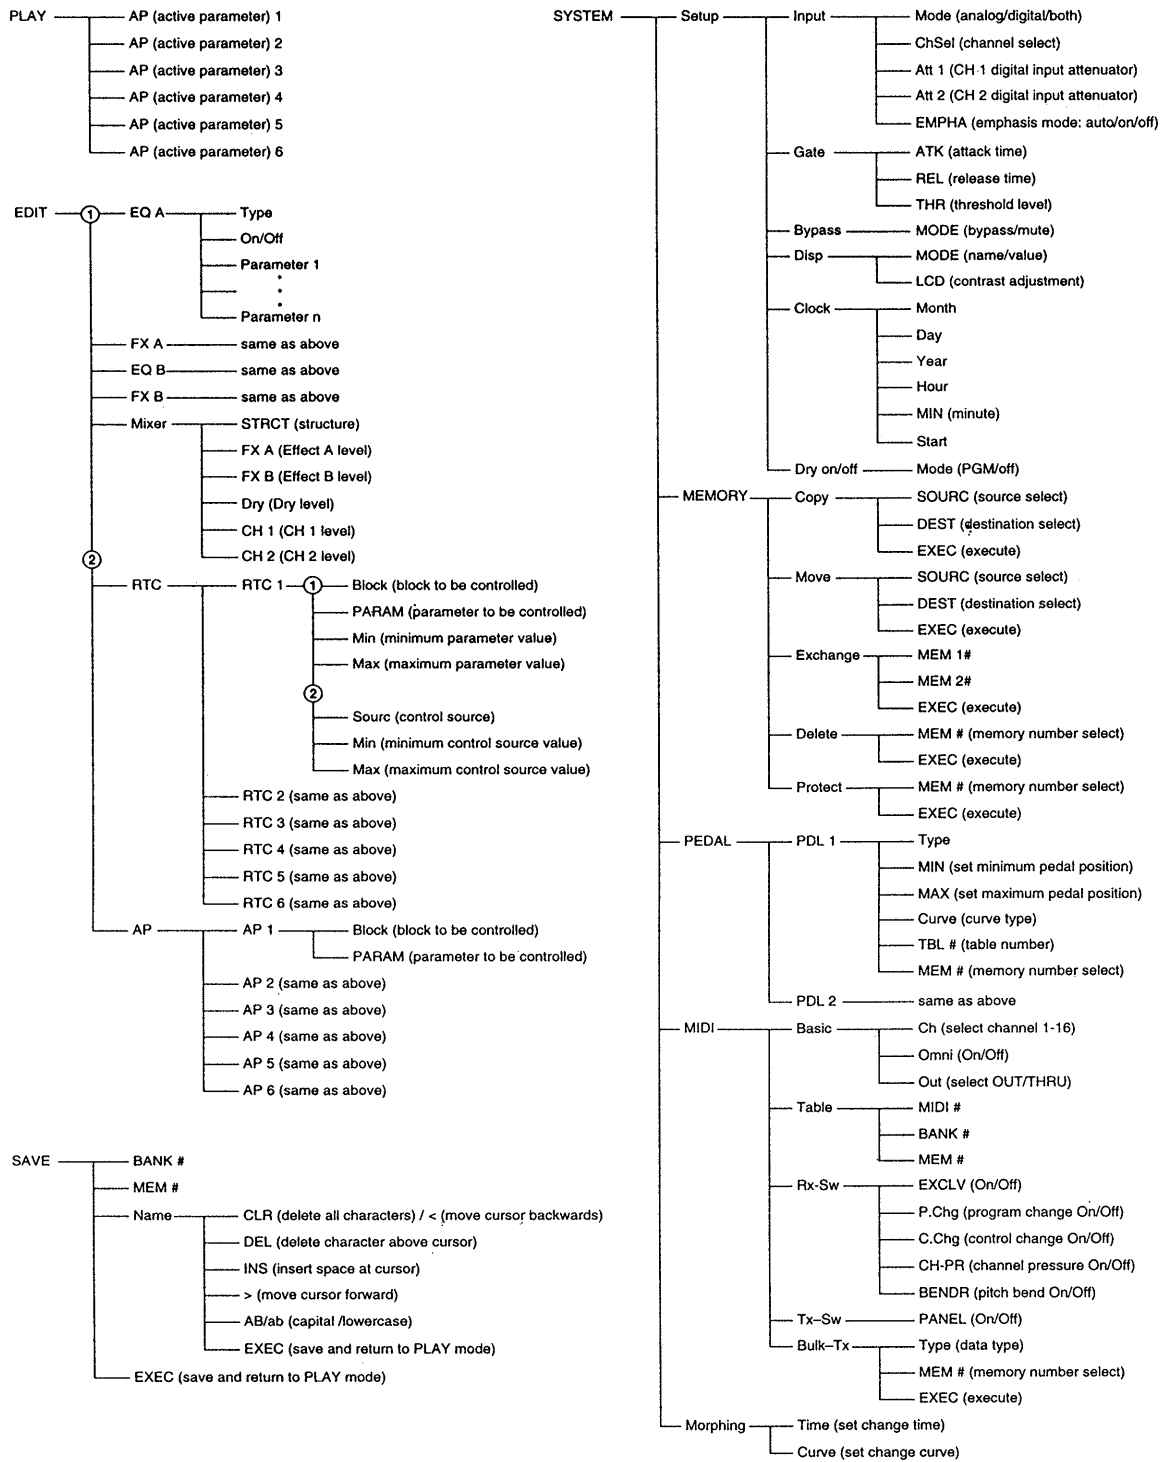 PLAY
AP (active parameter) 1
AP (active parameter) 2
AP (active parameter) 3
AP (active parameter) 4
AP (active parameter) 5
AP (active parameter) 6
EDIT
1
EQ A
Type
On/Off
Parameter 1
Parameter n
FX A
same as above
EQ B
same as above
FX B
same as above
Mixer
STRCT (structure)
FX A (Effect A level)
FX B (Effect B level)
Dry (Dry level)
CH 1 (CH 1 level)
CH 2 (CH 2 level)
2
RTC
RTC 1
1
Block (block to be controlled)
PARAM (parameter to be controlled)
Min (minimum parameter value)
Max (maximum parameter value)
2
Sourc (control source)
Min (minimum control source value)
Max (maximum control source value)
RTC 2 (same as above)
RTC 3 (same as above)
RTC 4 (same as above)
RTC 5 (same as above)
RTC 6 (same as above)
AP
AP 1
Block (block to be controlled)
PARAM (parameter to be controlled)
AP 2 (same as above)
AP 3 (same as above)
AP 4 (same as above)
AP 5 (same as above)
AP 6 (same as above)
SAVE
BANK #
MEM #
Name
CLR (delete all characters) / < (move cursor backwards)
DEL (delete character above cursor)
INS (insert space at cursor)
> (move cursor forward)
AB/ab (capital /lowercase)
EXEC (save and return to PLAY mode)
EXEC (save and return to PLAY mode)
SYSTEM
Setup
Input
Mode (analog/digital/both)
ChSel (channel select)
Att 1 (CH 1 digital input attenuator)
Att 2 (CH 2 digital input attenuator)
EMPHA (emphasis mode: auto/on/off)
Gate
ATK (attack time)
REL (release time)
THR (threshold level)
Bypass
MODE (bypass/mute)
Disp
MODE (name/value)
LCD (contrast adjustment)
Clock
Month
Day
Year
Hour
MIN (minute)
Start
Dry on/off
Mode (PGM/off)
MEMORY
Copy
SOURC (source select)
DEST (destination select)
EXEC (execute)
Move
SOURC (source select)
DEST (destination select)
EXEC (execute)
Exchange
MEM 1#
MEM 2#
EXEC (execute)
Delete
MEM # (memory number select)
EXEC (execute)
Protect
MEM # (memory number select)
EXEC (execute)
PEDAL
PDL 1
Type
MIN (set minimum pedal position)
MAX (set maximum pedal position)
Curve (curve type)
TBL # (table number)
MEM # (memory number select)
PDL 2
same as above
MIDI
Basic
Ch (select channel 1-16)
Omni (On/Off)
Out (select OUT/THRU)
Table
MIDI #
BANK #
MEM #
Rx-Sw
EXCLV (On/Off)
P.Chg (program change On/Off)
C.Chg (control change On/Off)
CH-PR (channel pressure On/Off)
BENDR (pitch bend On/Off)
Tx–Sw
PANEL (On/Off)
Bulk–Tx
Type (data type)
MEM # (memory number select)
EXEC (execute)
Morphing
Time (set change time)
Curve (set change curve)